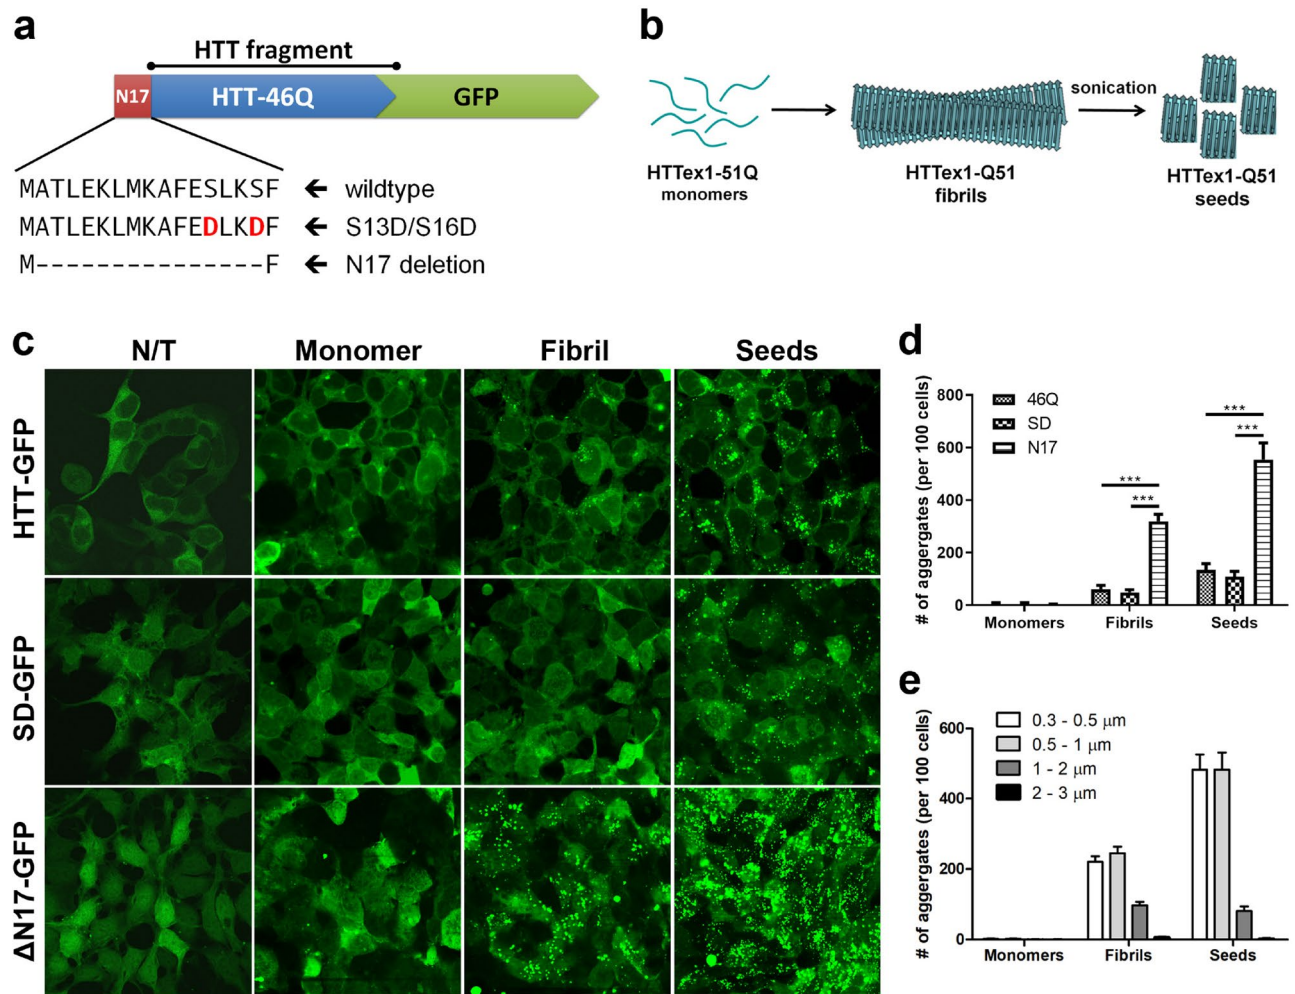 a
HTT fragment
N17
HTT-46Q
GFP
MATLEKLMKAFESLKSF ← wildtype
MATLEKLMKAFEDLKDF ← S13D/S16D
M---------------F ← N17 deletion
b
sonication
HTTex1-51Q
monomers
HTTex1-Q51
fibrils
HTTex1-Q51
seeds
c
N/T
Monomer
Fibril
Seeds
HTT-GFP
SD-GFP
ΔN17-GFP
d
# of aggergates (per 100 cells)
800
600
400
200
0
46Q
SD
N17
***
***
***
***
Monomers
Fibrils
Seeds
e
# of aggergates (per 100 cells)
600
400
200
0
0.3 - 0.5 μm
0.5 - 1 μm
1 - 2 μm
2 - 3 μm
Monomers
Fibrils
Seeds